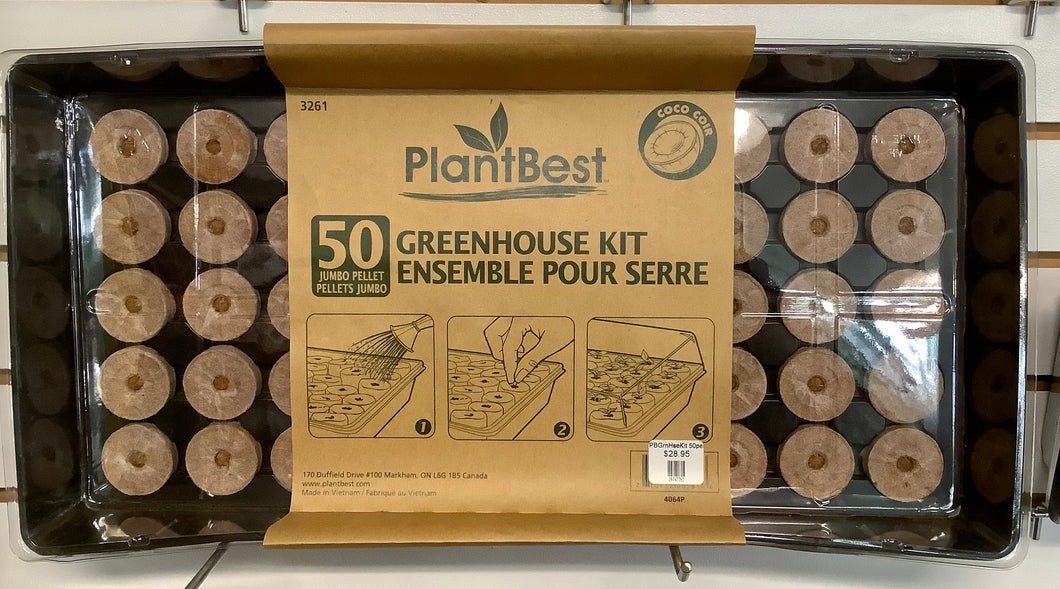 3261
COCO COIR
PlantBest
50
JUMBO PELLET
PELLETS JUMBO
GREENHOUSE KIT
ENSEMBLE POUR SERRE
1
2
3
PBGrnHseKit 50pe
$28.95
170 Duffield Drive #100 Markham, ON L6G 1B5 Canada
www.plantbest.com
Made in Vietnam / Fabriqué au Vietnam
4064P